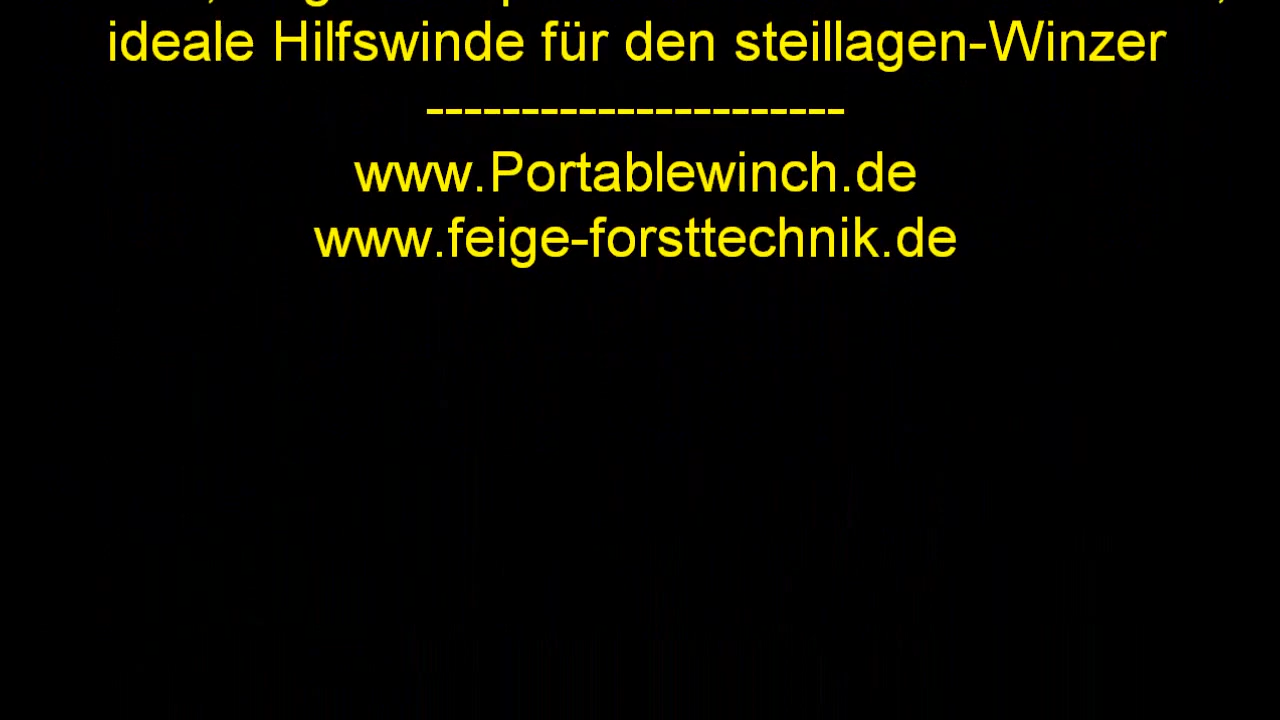 ideale Hilfswinde für den steillagen-Winzer
----------------------
www.Portablewinch.de
www.feige-forsttechnik.de